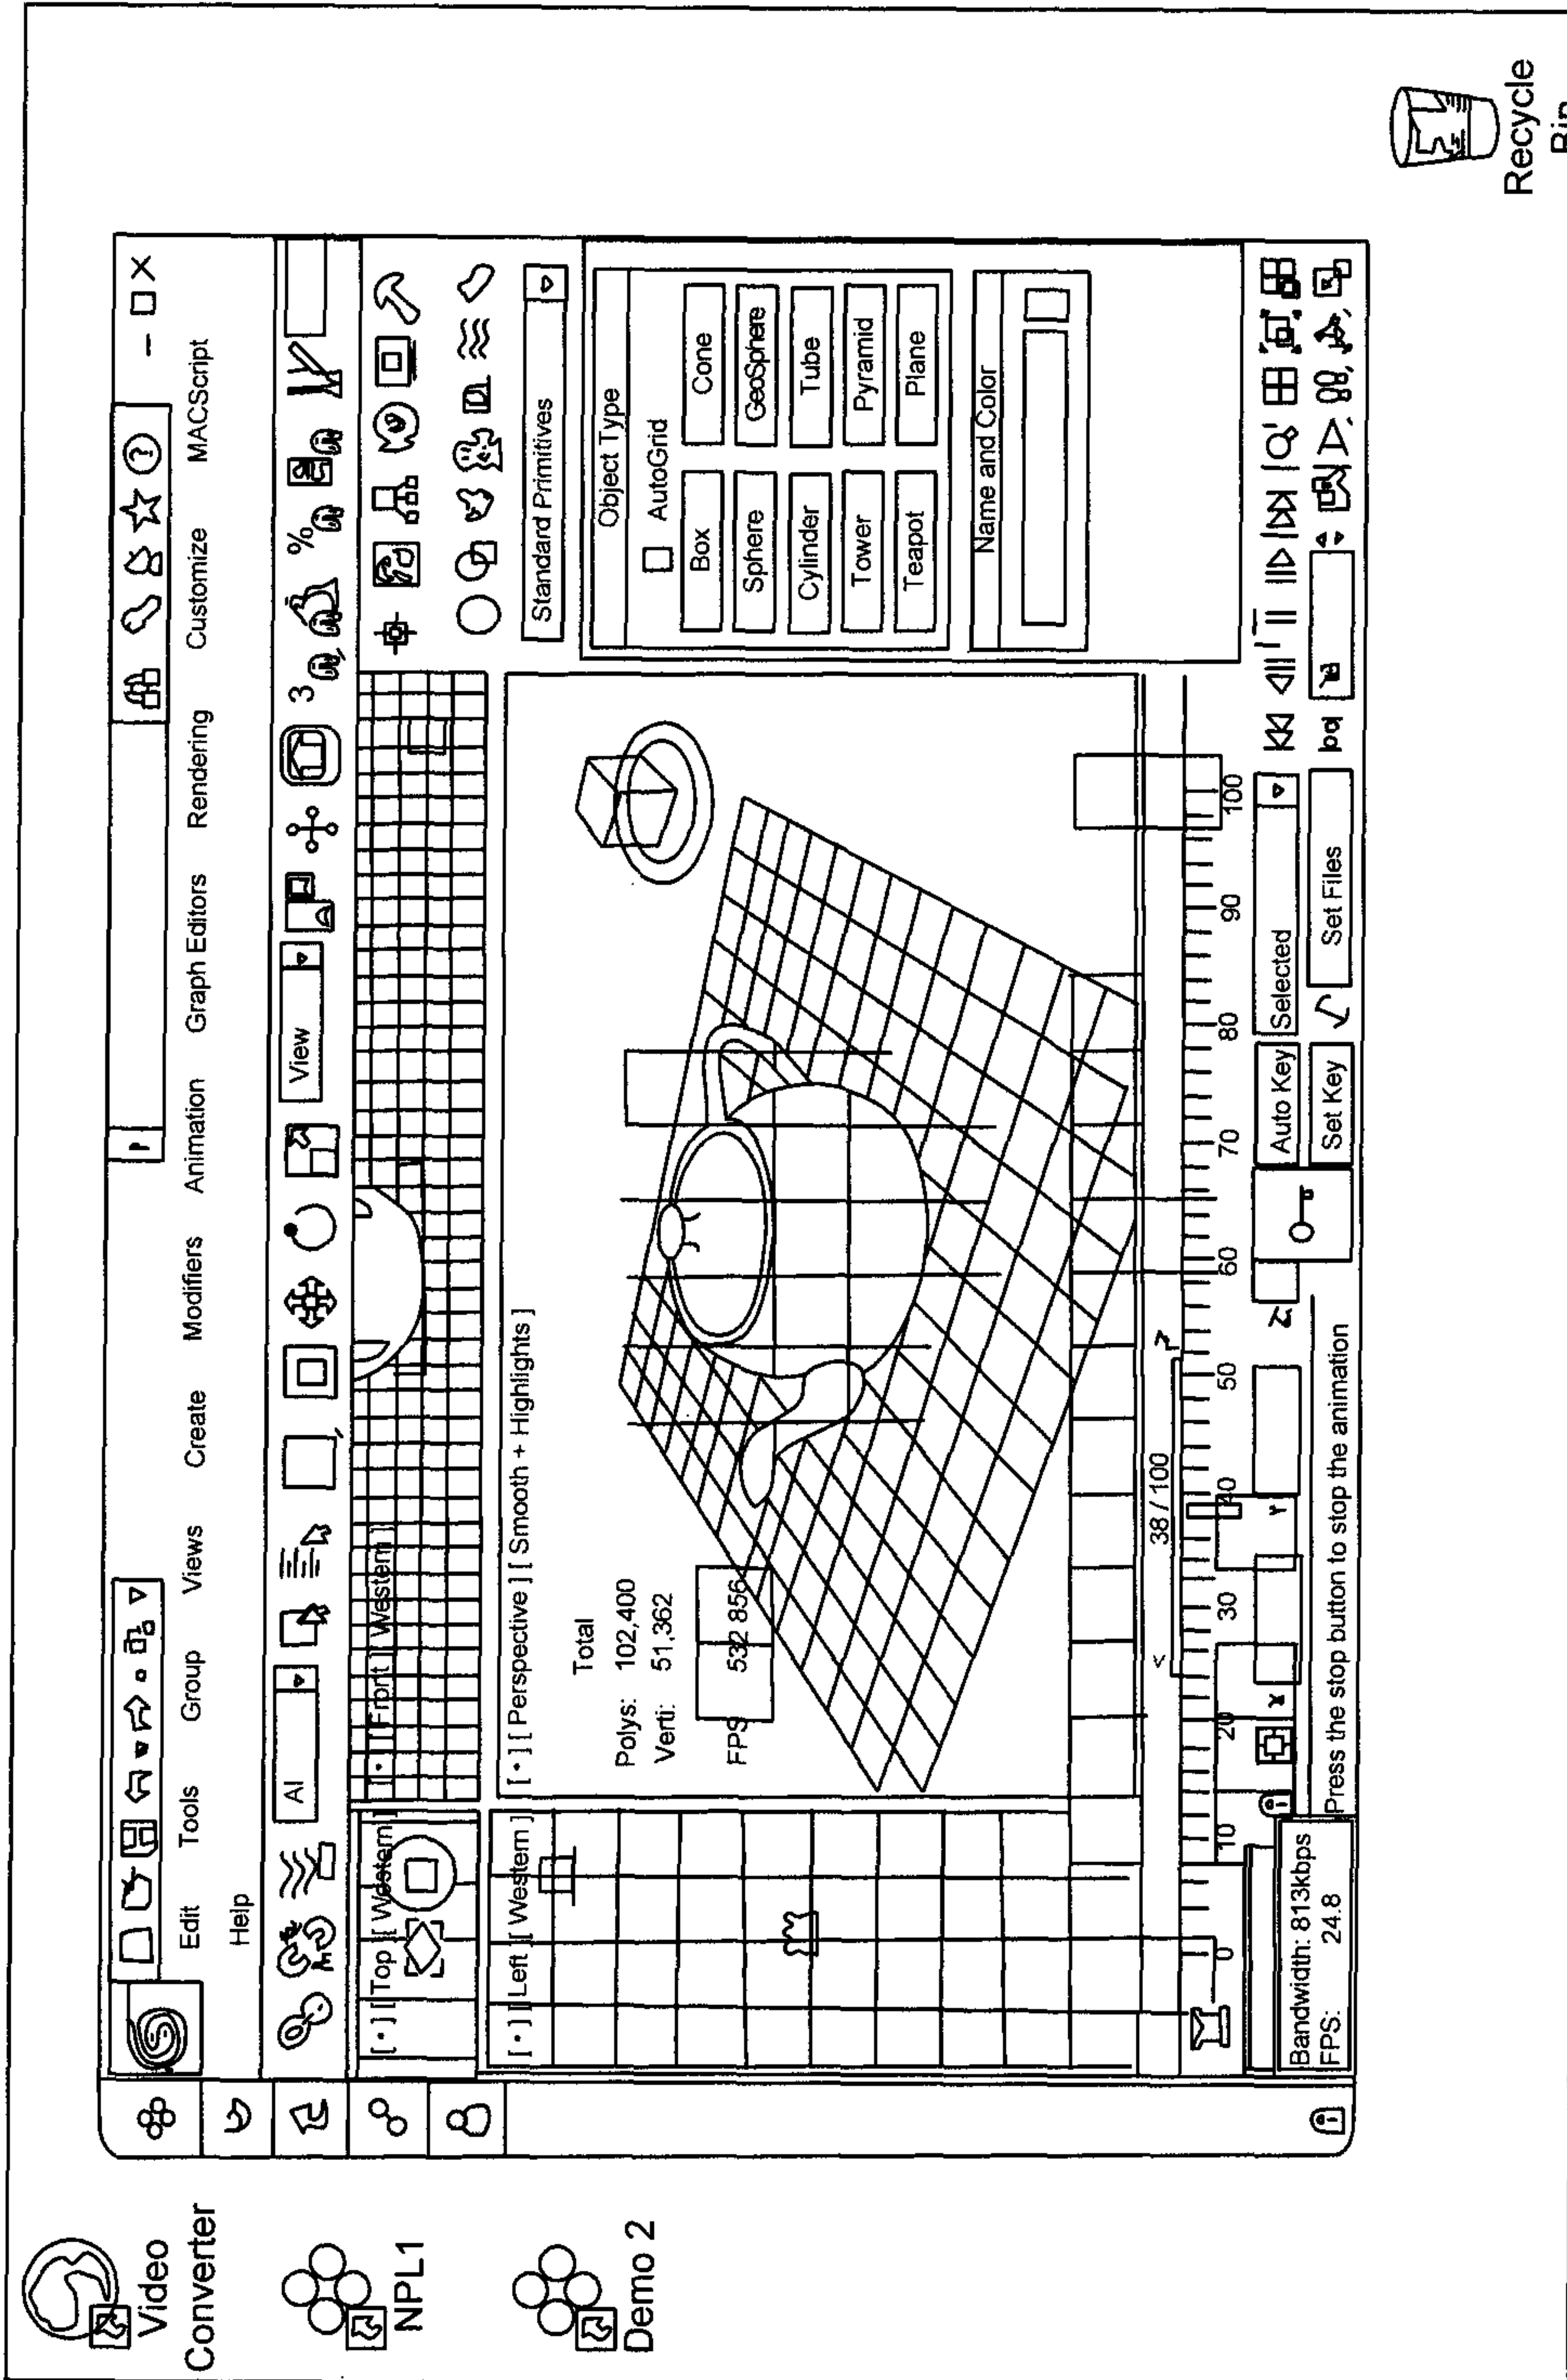 Video
Converter
NPL1
Demo 2
Edit Tools Group Views Create Modifiers Animation Graph Editors Rendering Customize MACScript
Help
AI
View
3
%
[ • ] [ Top ] [ Western ]
[ • ] [ Front ] [ Western ]
[ • ] [ Left ] [ Western ]
[ • ] [ Perspective ] [ Smooth + Highlights ]
Total
Polys: 102,400
Verti: 51,362
FPS 532 856
Standard Primitives
Object Type
AutoGrid
Box Cone
Sphere GeoSphere
Cylinder Tube
Tower Pyramid
Teapot Plane
Name and Color
< 38 / 100
0 10 20 30 40 50 60 70 80 90 100
Auto Key Selected
Set Key Set Files
Bandwidth: 813kbps
FPS: 24.8
Press the stop button to stop the animation
Recycle
Bin